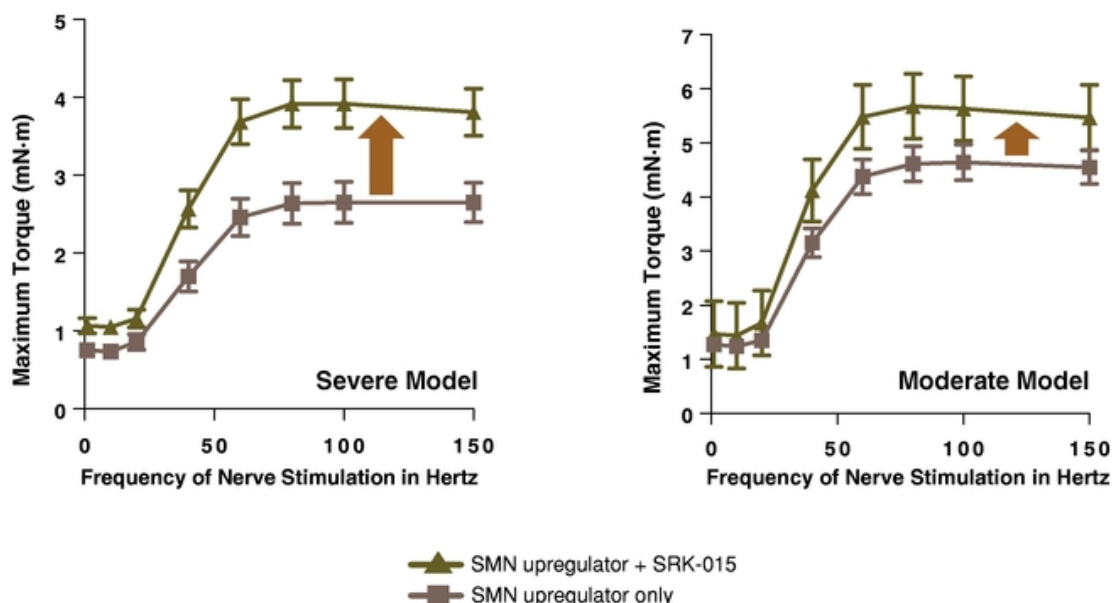 5
4
3
2
1
0
Maximum Torque (mN·m)
Severe Model
0 50 100 150
Frequency of Nerve Stimulation in Hertz
7
6
5
4
3
2
1
0
Maximum Torque (mN·m)
Moderate Model
0 50 100 150
Frequency of Nerve Stimulation in Hertz
SMN upregulator + SRK-015
SMN upregulator only